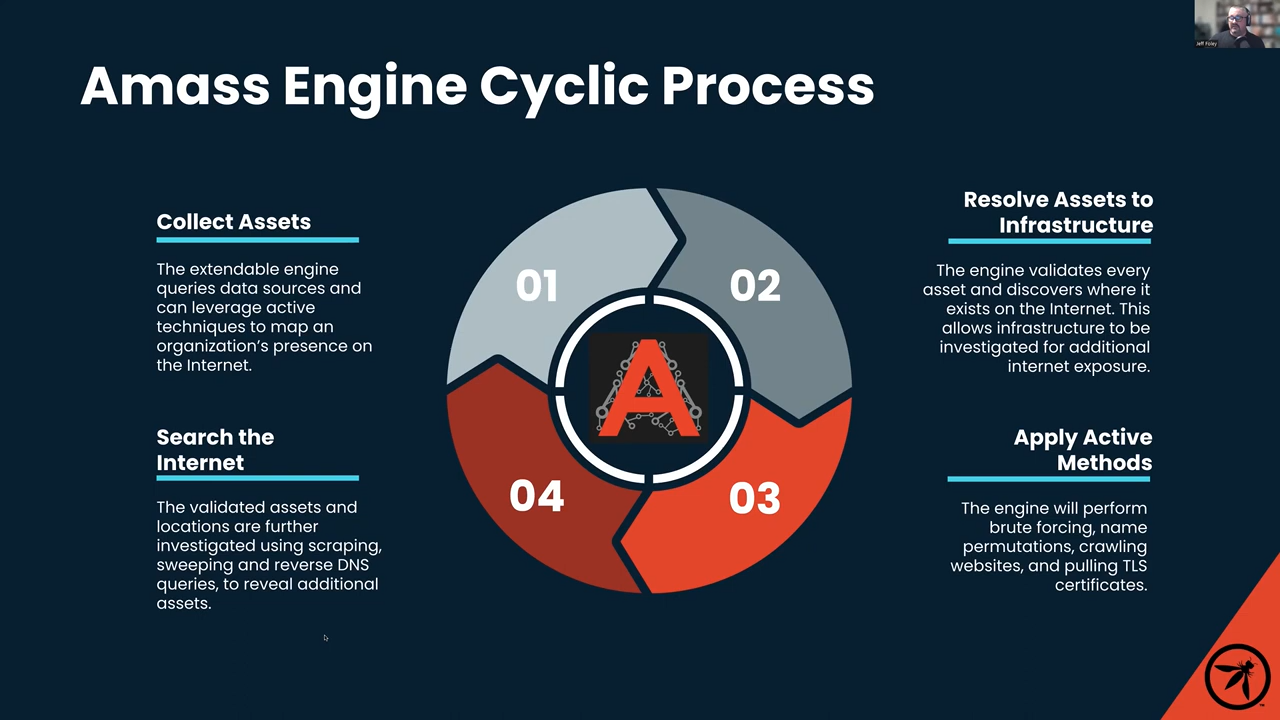 Jeff Foley
Amass Engine Cyclic Process
Collect Assets
The extendable engine
queries data sources and
can leverage active
techniques to map an
organization's presence on
the Internet.
01
02
Resolve Assets to
Infrastructure
The engine validates every
asset and discovers where it
exists on the Internet. This
allows infrastructure to be
investigated for additional
internet exposure.
A
Search the
Internet
The validated assets and
locations are further
investigated using scraping,
sweeping and reverse DNS
queries, to reveal additional
assets.
04
03
Apply Active
Methods
The engine will perform
brute forcing, name
permutations, crawling
websites, and pulling TLS
certificates.